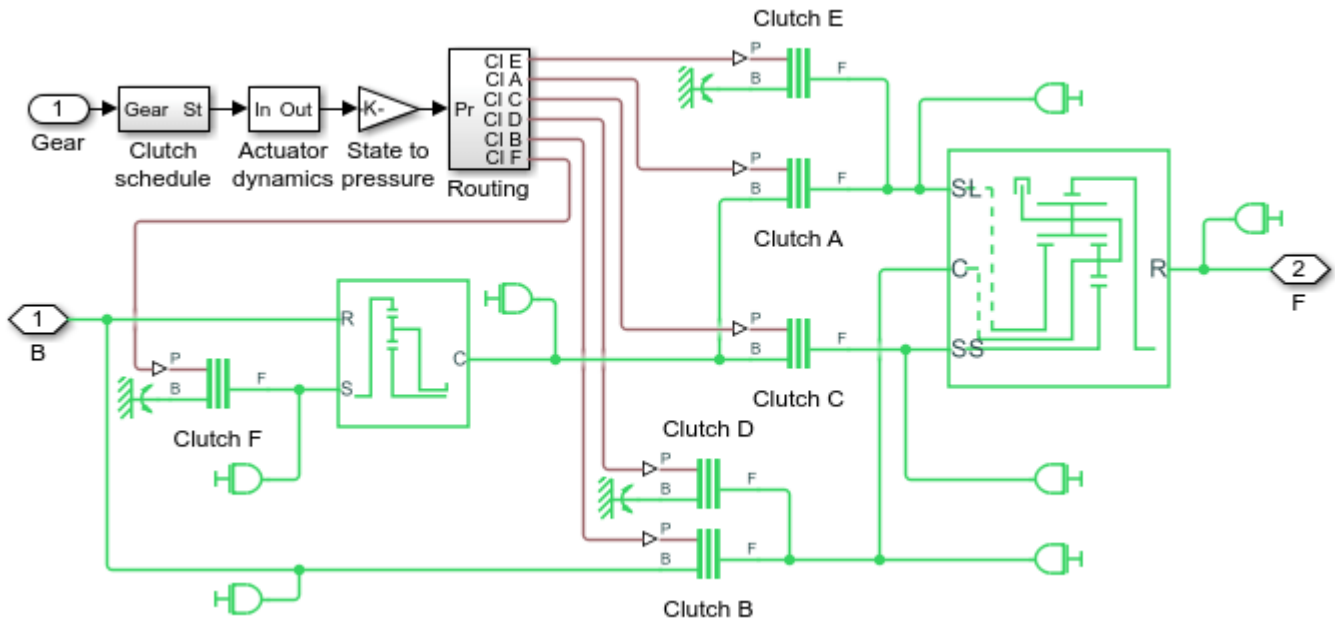 Clutch E
1
Gear
Gear St
Clutch
schedule
In Out
Actuator
dynamics
-K-
State to
pressure
Pr
Cl E
Cl A
Cl C
Cl D
Cl B
Cl F
Routing
P
B
F
P
B
F
Clutch A
P
B
F
Clutch C
SL
C
SS
R
2
F
1
B
P
B
F
Clutch F
R
S
C
Clutch D
P
B
F
P
B
F
Clutch B